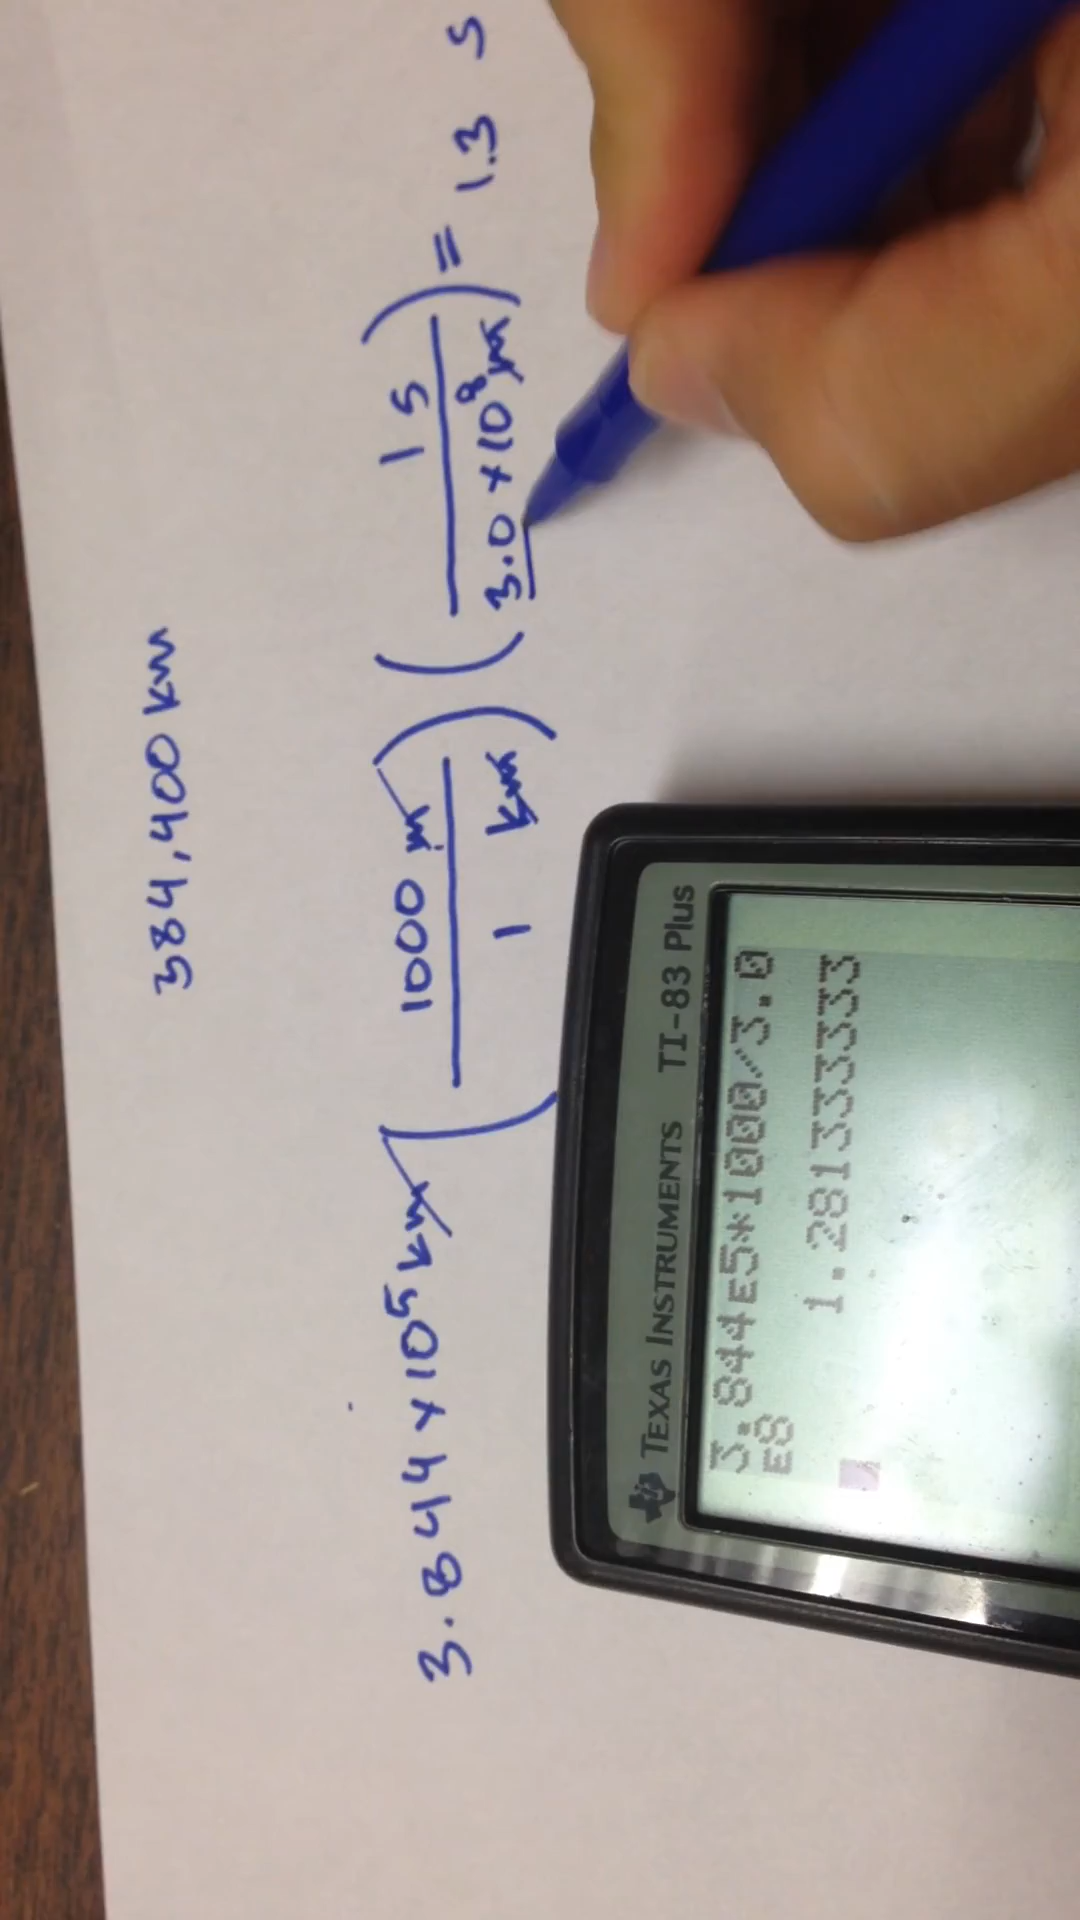 384,400 km
3.844 x 10⁵ km (1000 m / 1 km) (1 s / 3.0 x 10⁸ m) = 1.3 s
TEXAS INSTRUMENTS TI-83 Plus
3.844E5*1000/3.0
E8
1.281333333